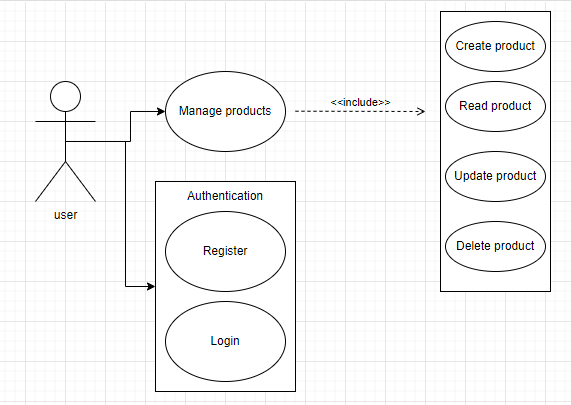 Create product
<<include>>
Manage products
Read product
Update product
Authentication
user
Register
Delete product
Login